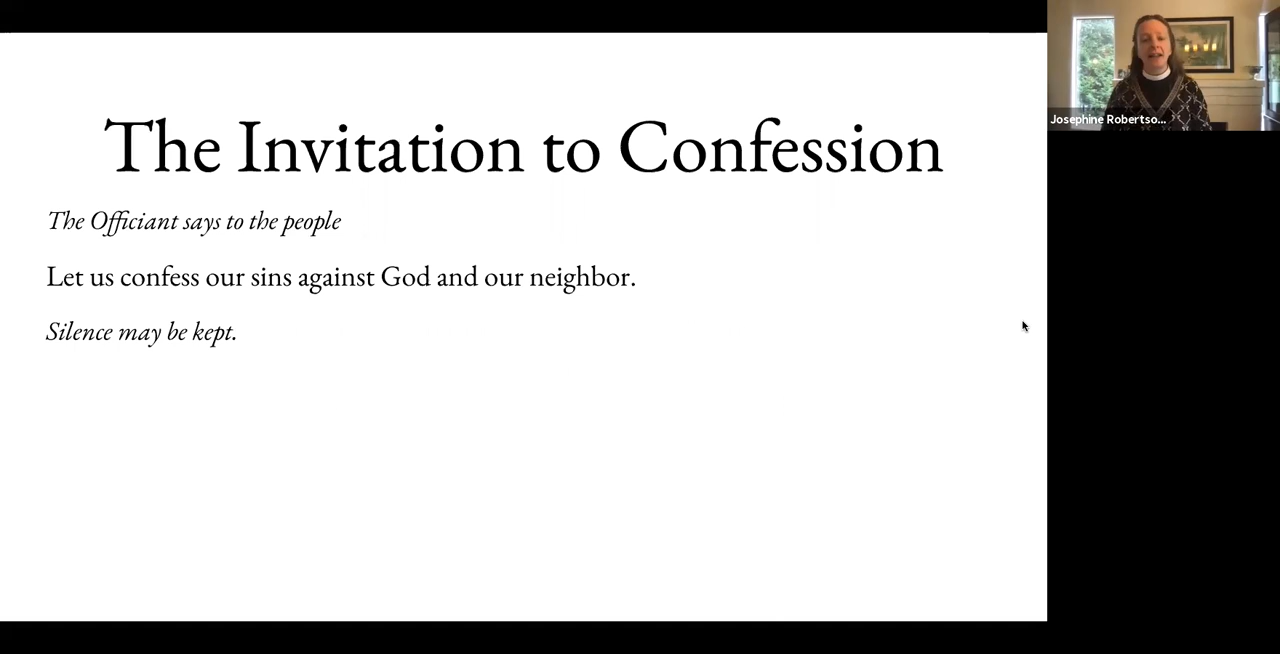 The Invitation to Confession
The Officiant says to the people
Let us confess our sins against God and our neighbor.
Silence may be kept.
Josephine Robertso...